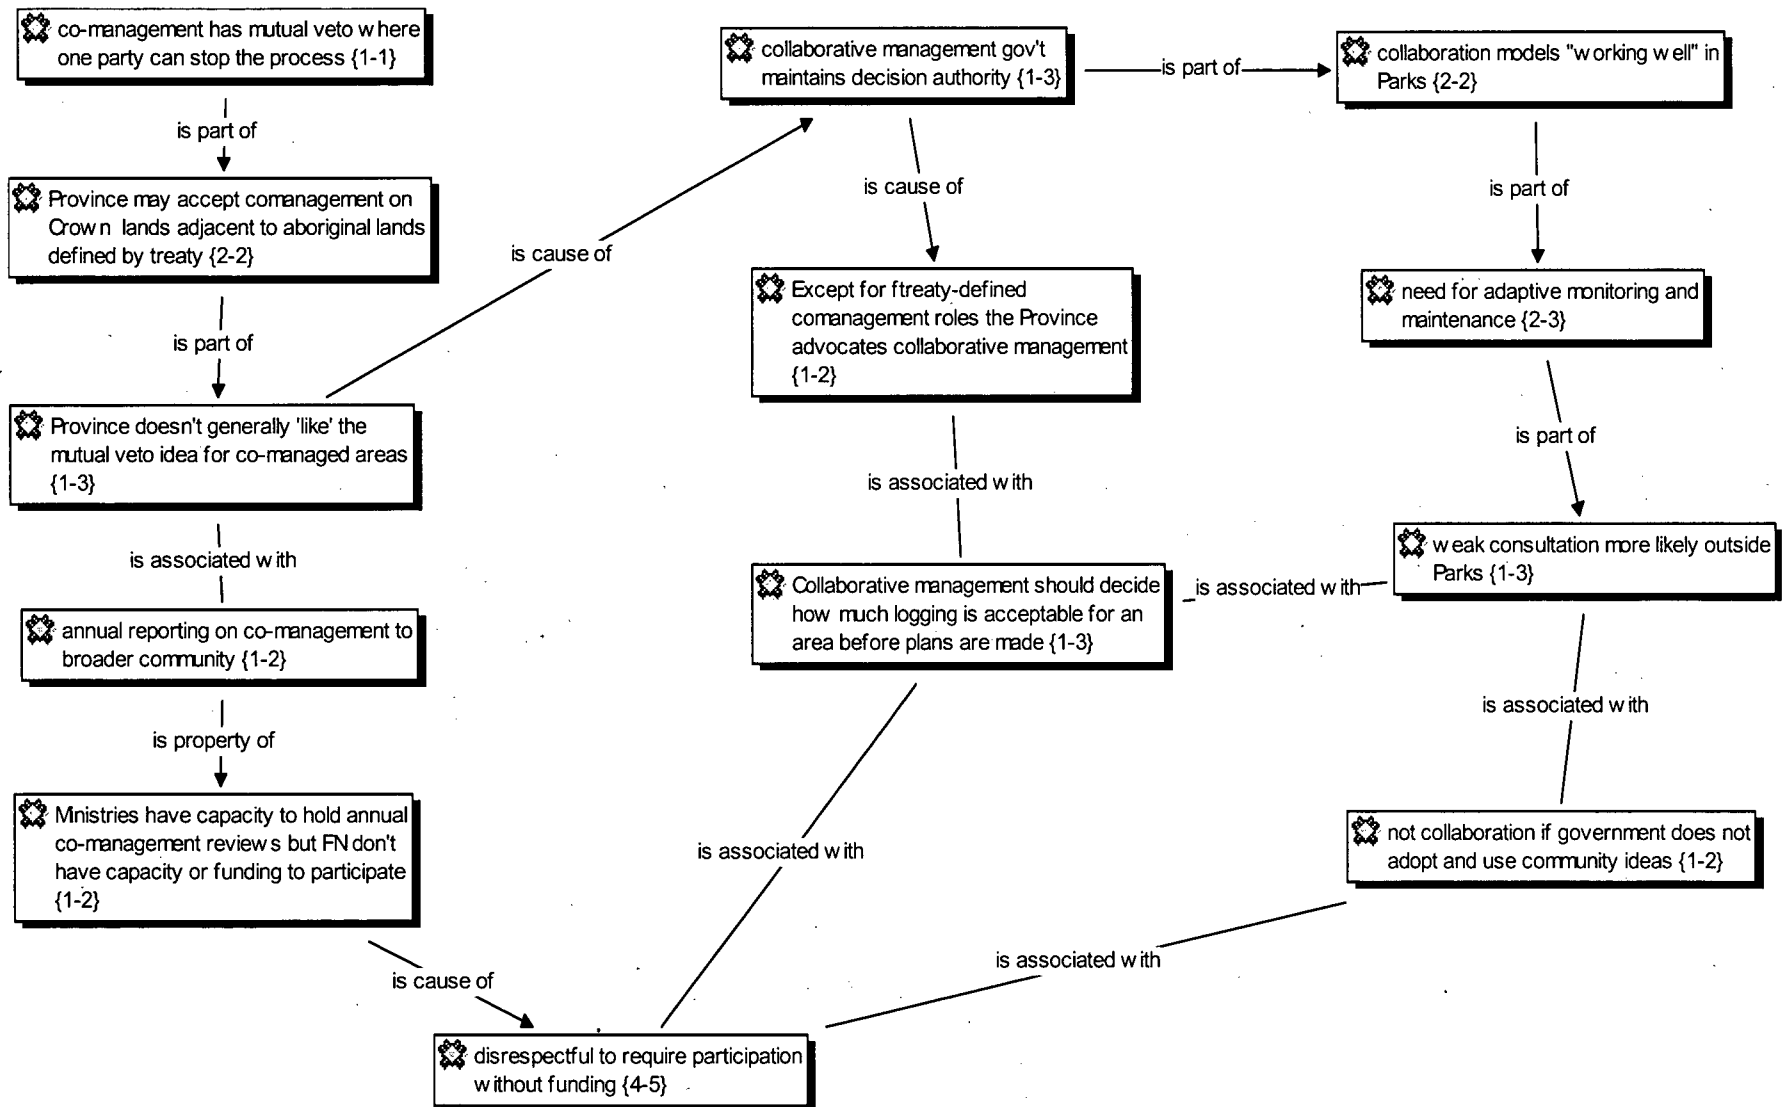 co-management has mutual veto where
one party can stop the process {1-1}
is part of
Province may accept comanagement on
Crown lands adjacent to aboriginal lands
defined by treaty {2-2}
is part of
Province doesn't generally 'like' the
mutual veto idea for co-managed areas
{1-3}
is associated with
annual reporting on co-management to
broader community {1-2}
is property of
Ministries have capacity to hold annual
co-management reviews but FN don't
have capacity or funding to participate
{1-2}
is cause of
disrespectful to require participation
without funding {4-5}
is cause of
collaborative management gov't
maintains decision authority {1-3}
is part of
is cause of
Except for ftreaty-defined
comanagement roles the Province
advocates collaborative management
{1-2}
is associated with
Collaborative management should decide
how much logging is acceptable for an
area before plans are made {1-3}
is associated with
is associated with
collaboration models "working well" in
Parks {2-2}
is part of
need for adaptive monitoring and
maintenance {2-3}
is part of
weak consultation more likely outside
Parks {1-3}
is associated with
not collaboration if government does not
adopt and use community ideas {1-2}
is associated with